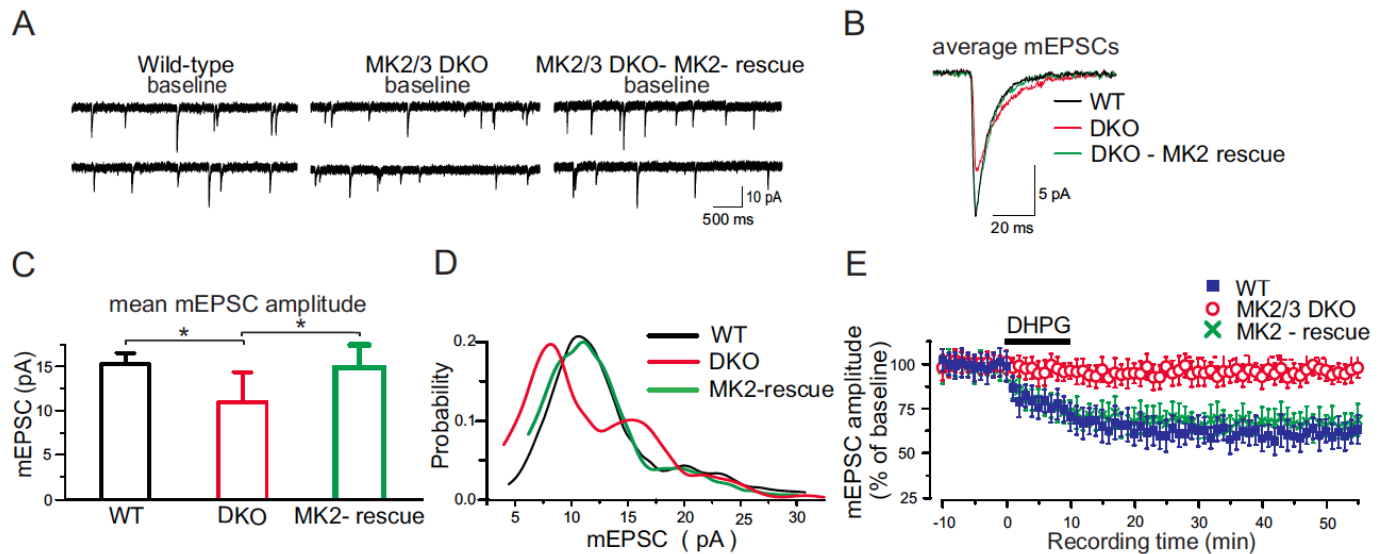 A
Wild-type
baseline
MK2/3 DKO
baseline
MK2/3 DKO- MK2- rescue
baseline
10 pA
500 ms
B
average mEPSCs
WT
DKO
DKO - MK2 rescue
5 pA
20 ms
C
mean mEPSC amplitude
*
*
mEPSC (pA)
15
10
5
0
WT
DKO
MK2- rescue
D
WT
DKO
MK2-rescue
Probability
0.2
0.1
0.0
5
10
15
20
25
30
mEPSC ( pA )
E
WT
MK2/3 DKO
MK2 - rescue
DHPG
mEPSC amplitude
(% of baseline)
100
75
50
25
-10
0
10
20
30
40
50
Recording time (min)